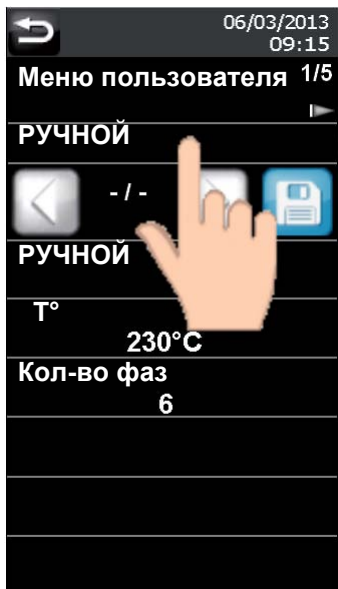 06/03/2013
09:15
Меню пользователя 1/5
РУЧНОЙ
- / -
РУЧНОЙ
T°
230°C
Кол-во фаз
6